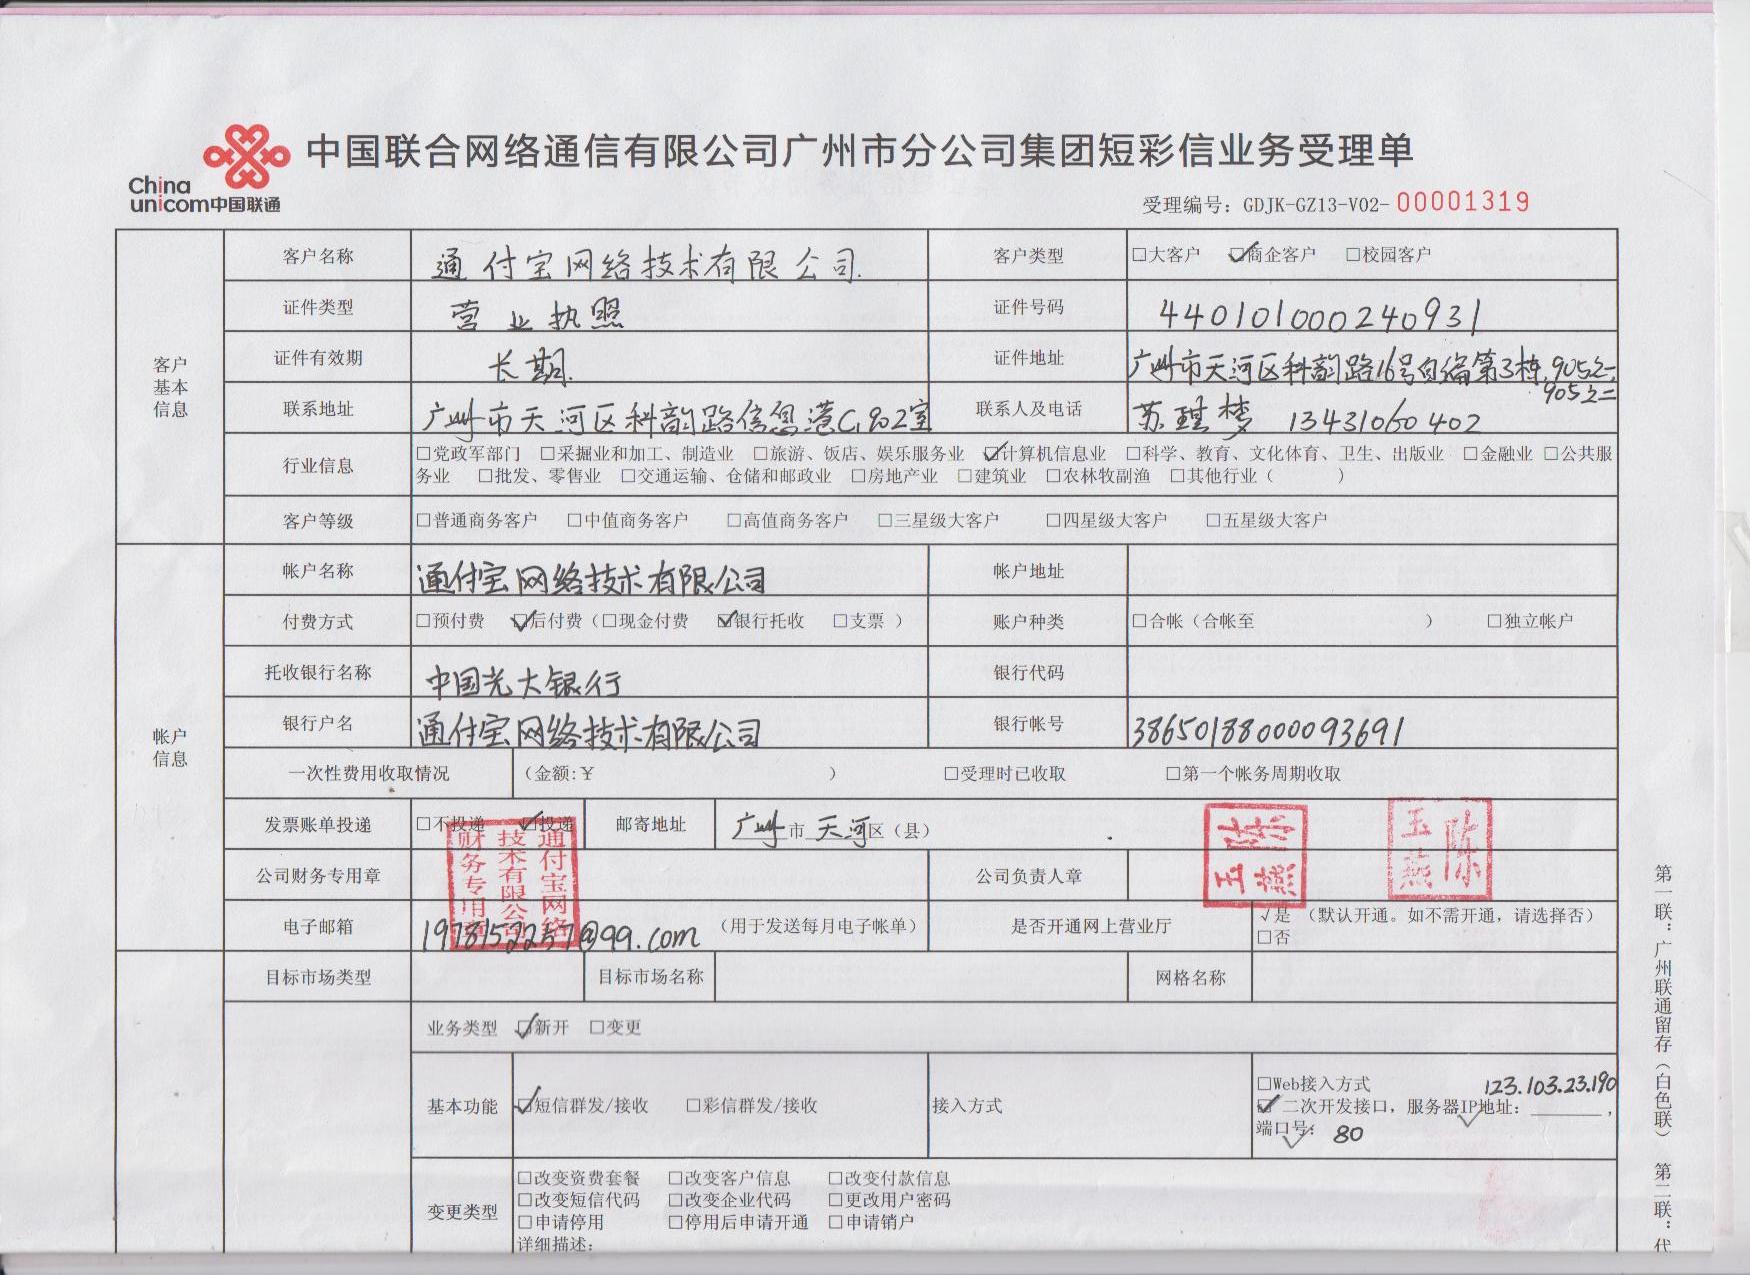 China unicom中国联通
中国联合网络通信有限公司广州市分公司集团短彩信业务受理单
受理编号：GDJK-GZ13-V02-00001319
客户基本信息
客户名称 通付宝网络技术有限公司. 客户类型 □大客户 ☑商企客户 □校园客户
证件类型 营业执照 证件号码 440101000240931
证件有效期 长期. 证件地址 广州市天河区科韵路16号自编第3栋,905之一,
905之二
联系地址 广州市天河区科韵路信息港C,902室 联系人及电话 苏理梦 13431060402
行业信息 □党政军部门 □采掘业和加工、制造业 □旅游、饭店、娱乐服务业 ☑计算机信息业 □科学、教育、文化体育、卫生、出版业 □金融业 □公共服
务业 □批发、零售业 □交通运输、仓储和邮政业 □房地产业 □建筑业 □农林牧副渔 □其他行业（ ）
客户等级 □普通商务客户 □中值商务客户 □高值商务客户 □三星级大客户 □四星级大客户 □五星级大客户
帐户信息
帐户名称 通付宝网络技术有限公司 帐户地址
付费方式 □预付费 ☑后付费（□现金付费 ☑银行托收 □支票 ） 账户种类 □合帐（合帐至 ） □独立帐户
托收银行名称 中国光大银行 银行代码
银行户名 通付宝网络技术有限公司 银行帐号 38650188000093691
一次性费用收取情况 （金额:￥ ） □受理时已收取 □第一个帐务周期收取
发票账单投递 □不投递 ☑投递 邮寄地址 广州市天河区（县）
公司财务专用章 通付宝网络技术有限公司财务专用章 公司负责人章 陈玉燕 陈玉燕
电子邮箱 1978152257@qq.com （用于发送每月电子帐单） 是否开通网上营业厅 √是 （默认开通。如不需开通，请选择否）
□否
目标市场类型 目标市场名称 网格名称
业务类型 ☑新开 □变更
基本功能 ☑短信群发/接收 □彩信群发/接收 接入方式 □Web接入方式 123.103.23.190
☑二次开发接口，服务器IP地址：________，
端口号：80
变更类型 □改变资费套餐 □改变客户信息 □改变付款信息
□改变短信代码 □改变企业代码 □更改用户密码
□申请停用 □停用后申请开通 □申请销户
详细描述：
第一联：广州联通留存（白色联） 第二联：代